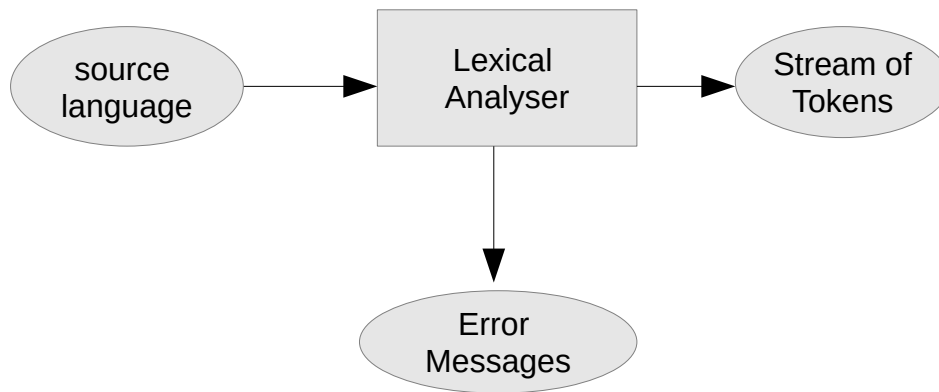 source
language
Lexical
Analyser
Stream of
Tokens
Error
Messages